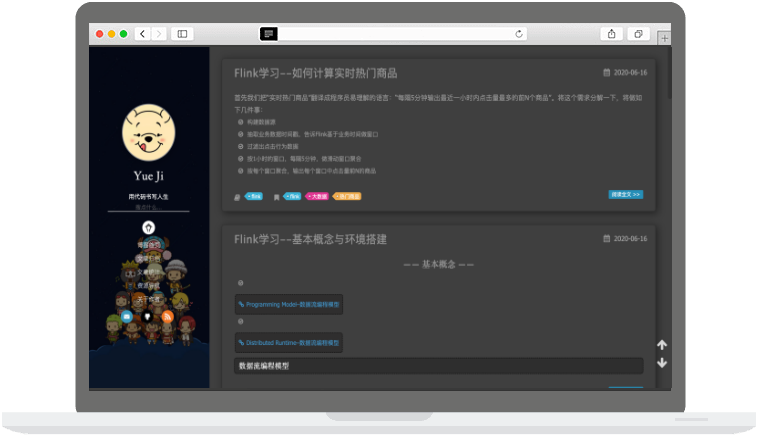 Yue Ji
用代码书写人生
Flink学习--如何计算实时热门商品
2020-06-16
首先我们把“实时热门商品”翻译成程序员易理解的语言：“每隔5分钟输出最近一小时内点击量最多的前N个商品”。将这个需求分解一下，将做如
下几件事：
构建数据源
抽取业务数据时间戳，告诉Flink基于业务时间做窗口
过滤出点击行为数据
按1小时的窗口，每隔5分钟，做滑动窗口聚合
按每个窗口聚合，输出每个窗口中点击量前N的商品
flink
flink
大数据
热门商品
阅读全文 >>
Flink学习--基本概念与环境搭建
2020-06-16
-- 基本概念 --
Programming Model-数据流编程模型
Distributed Runtime-数据流编程模型
数据流编程模型